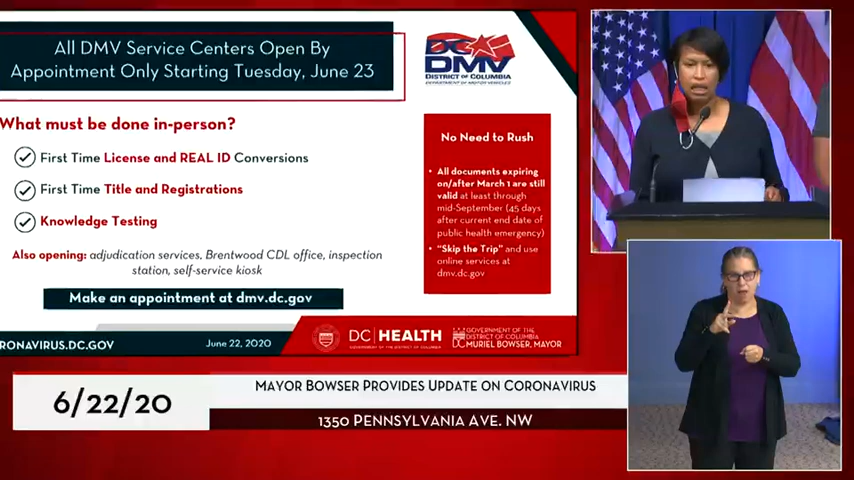 All DMV Service Centers Open By
Appointment Only Starting Tuesday, June 23
DC
DMV
DISTRICT OF COLUMBIA
DEPARTMENT OF MOTOR VEHICLES
What must be done in-person?
First Time License and REAL ID Conversions
First Time Title and Registrations
Knowledge Testing
Also opening: adjudication services, Brentwood CDL office, inspection
station, self-service kiosk
Make an appointment at dmv.dc.gov
No Need to Rush
• All documents expiring
on/after March 1 are still
valid at least through
mid-September (45 days
after current end date of
public health emergency)
• "Skip the Trip" and use
online services at
dmv.dc.gov
RONAVIRUS.DC.GOV
June 22, 2020
DC HEALTH
GOVERNMENT OF THE DISTRICT OF COLUMBIA
GOVERNMENT OF THE
DISTRICT OF COLUMBIA
DC MURIEL BOWSER, MAYOR
6/22/20
MAYOR BOWSER PROVIDES UPDATE ON CORONAVIRUS
1350 PENNSYLVANIA AVE. NW